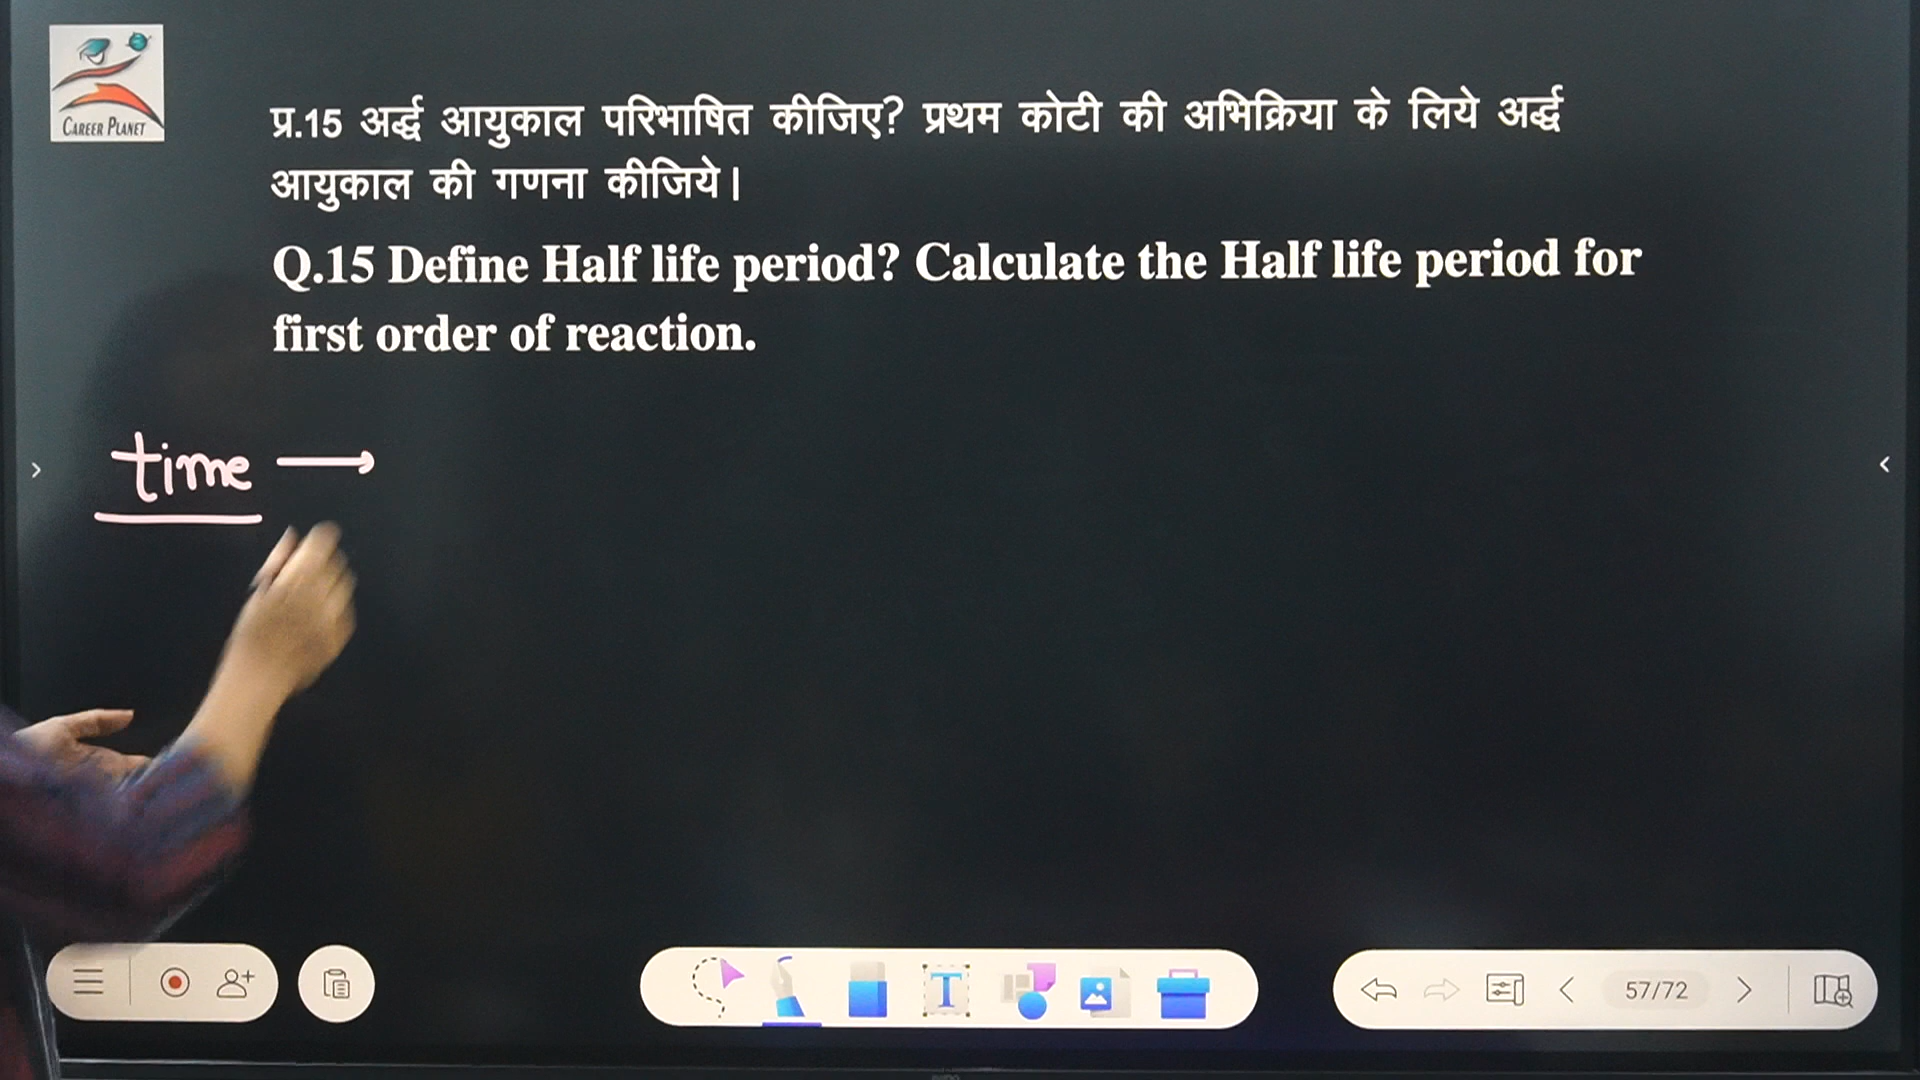 CAREER PLANET
प्र.15 अर्द्ध आयुकाल परिभाषित कीजिए? प्रथम कोटी की अभिक्रिया के लिये अर्द्ध
आयुकाल की गणना कीजिये।
Q.15 Define Half life period? Calculate the Half life period for
first order of reaction.
time →
T
57/72